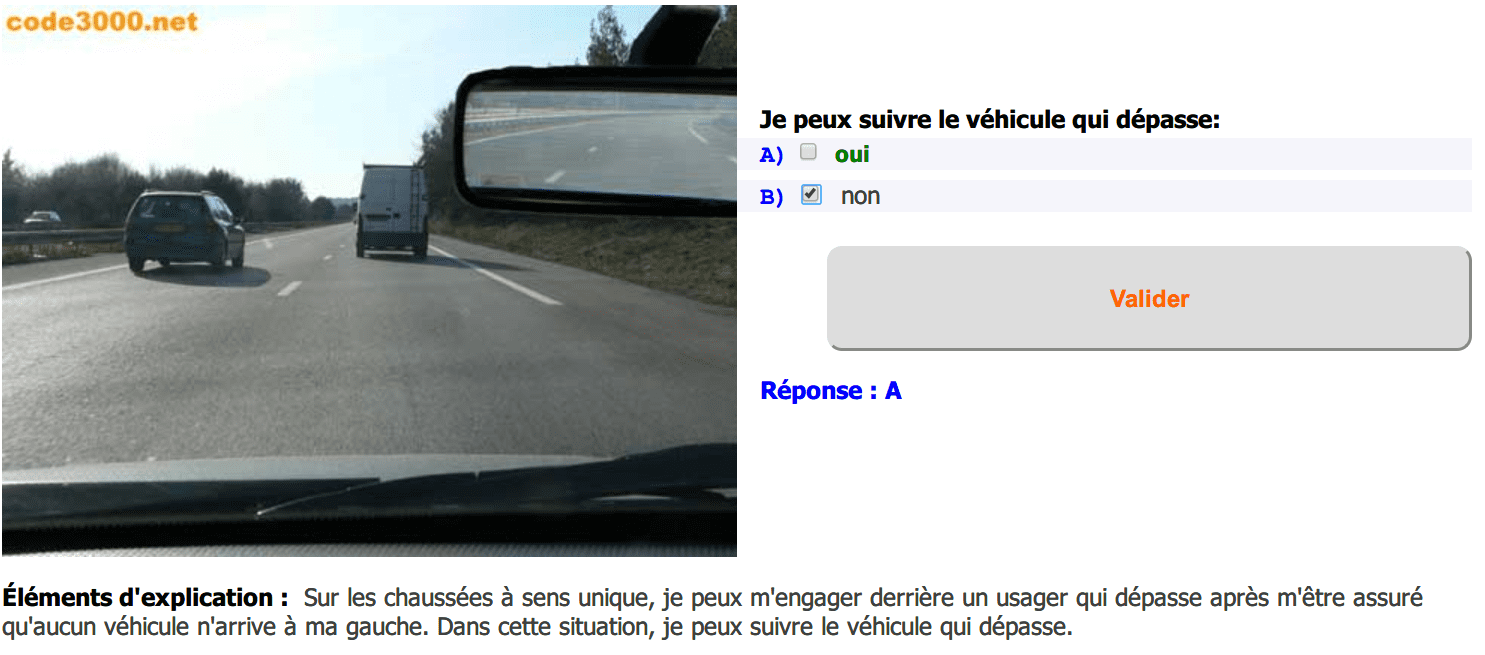 code3000.net
Je peux suivre le véhicule qui dépasse:
A) oui
B) non
Valider
Réponse : A
Éléments d'explication : Sur les chaussées à sens unique, je peux m'engager derrière un usager qui dépasse après m'être assuré
qu'aucun véhicule n'arrive à ma gauche. Dans cette situation, je peux suivre le véhicule qui dépasse.